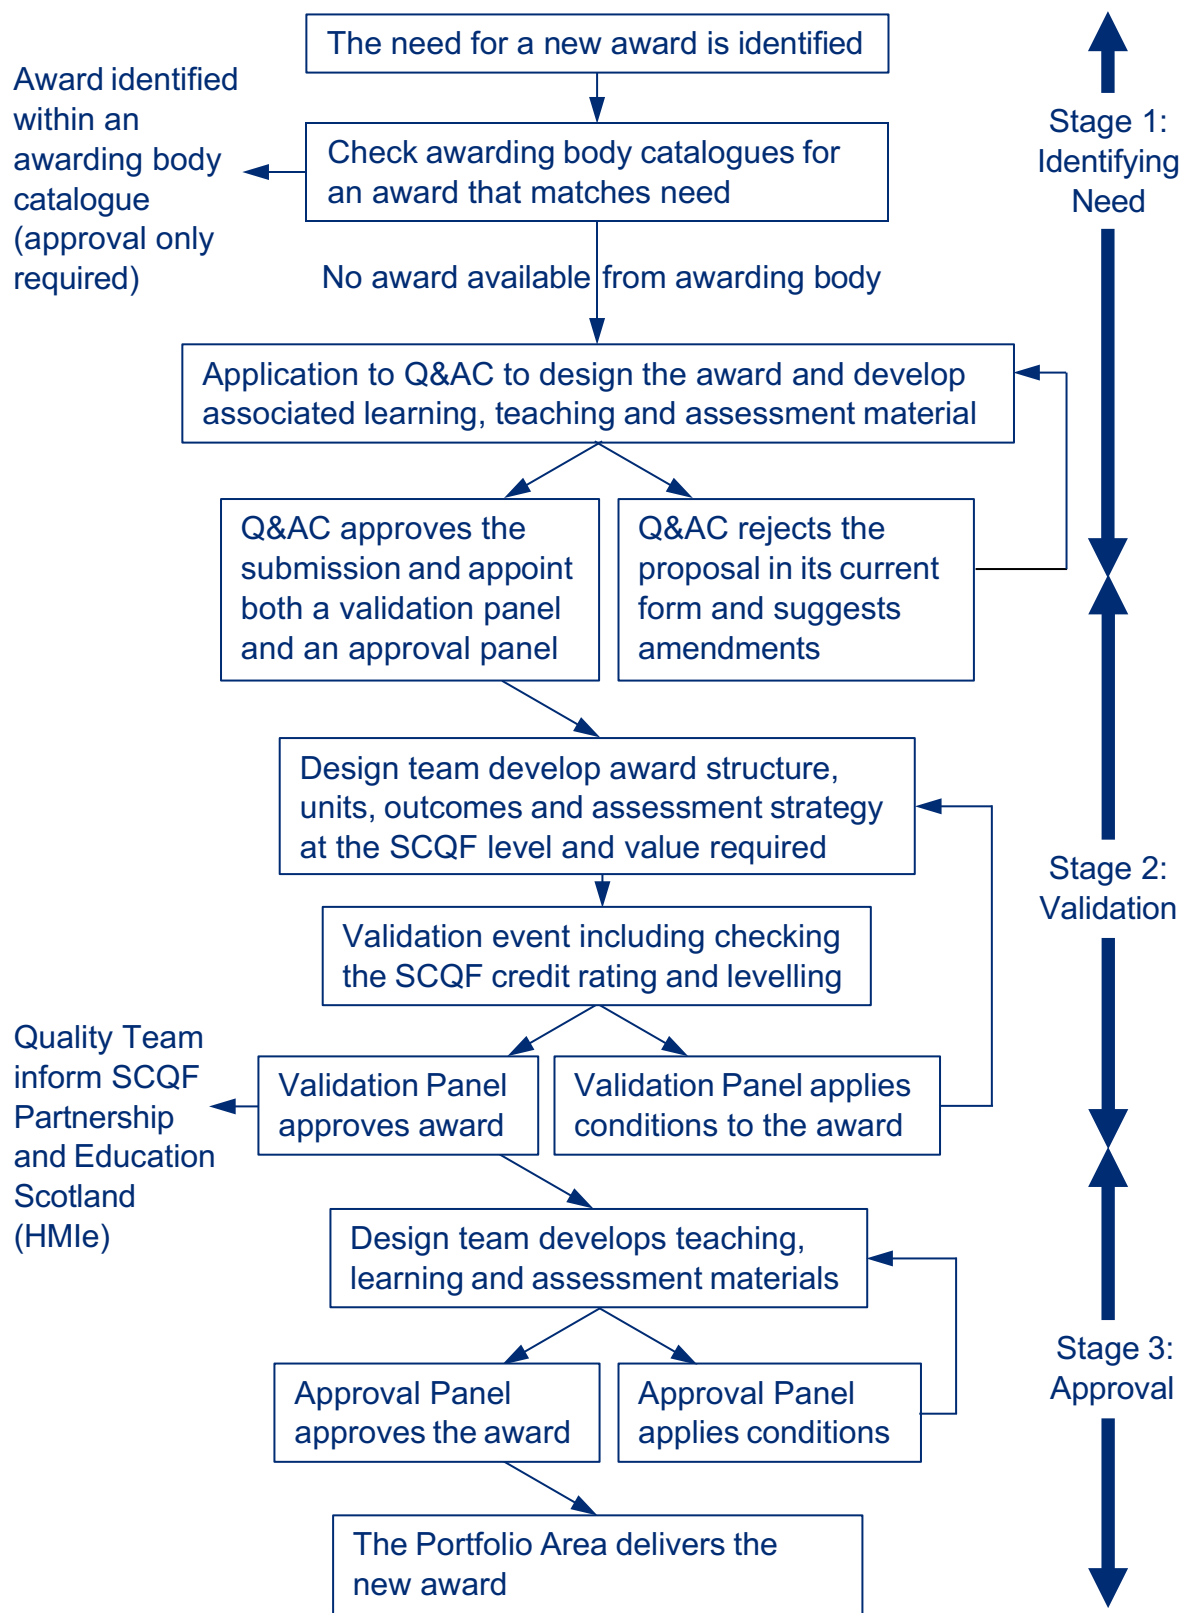 The need for a new award is identified
Award identified
within an
awarding body
catalogue
(approval only
required)
Check awarding body catalogues for
an award that matches need
Stage 1:
Identifying
Need
No award available from awarding body
Application to Q&AC to design the award and develop
associated learning, teaching and assessment material
Q&AC approves the
submission and appoint
both a validation panel
and an approval panel
Q&AC rejects the
proposal in its current
form and suggests
amendments
Design team develop award structure,
units, outcomes and assessment strategy
at the SCQF level and value required
Stage 2:
Validation
Validation event including checking
the SCQF credit rating and levelling
Quality Team
inform SCQF
Partnership
and Education
Scotland
(HMIe)
Validation Panel
approves award
Validation Panel applies
conditions to the award
Design team develops teaching,
learning and assessment materials
Stage 3:
Approval
Approval Panel
approves the award
Approval Panel
applies conditions
The Portfolio Area delivers the
new award